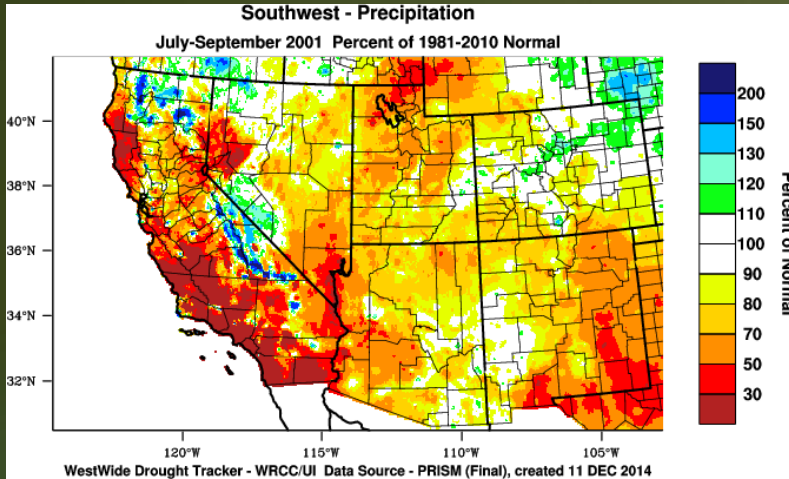 Southwest - Precipitation
July-September 2001 Percent of 1981-2010 Normal
40°N
38°N
36°N
34°N
32°N
120°W
115°W
110°W
105°W
200
150
130
120
110
100
90
80
70
50
30
Percent of Normal
WestWide Drought Tracker - WRCC/UI Data Source - PRISM (Final), created 11 DEC 2014